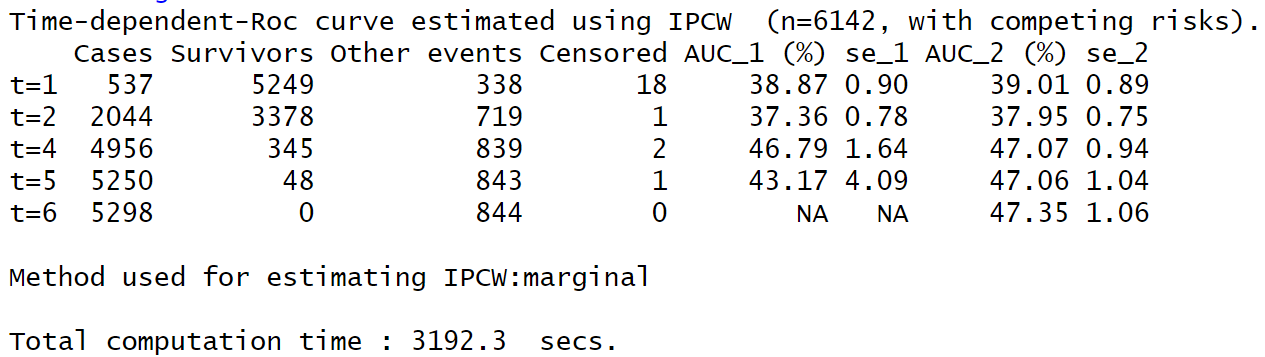 Time-dependent-Roc curve estimated using IPCW  (n=6142, with competing risks).
    Cases Survivors Other events Censored AUC_1 (%) se_1 AUC_2 (%) se_2
t=1   537      5249          338       18     38.87 0.90     39.01 0.89
t=2  2044      3378          719        1     37.36 0.78     37.95 0.75
t=4  4956       345          839        2     46.79 1.64     47.07 0.94
t=5  5250        48          843        1     43.17 4.09     47.06 1.04
t=6  5298         0          844        0        NA   NA     47.35 1.06
Method used for estimating IPCW:marginal
Total computation time : 3192.3  secs.